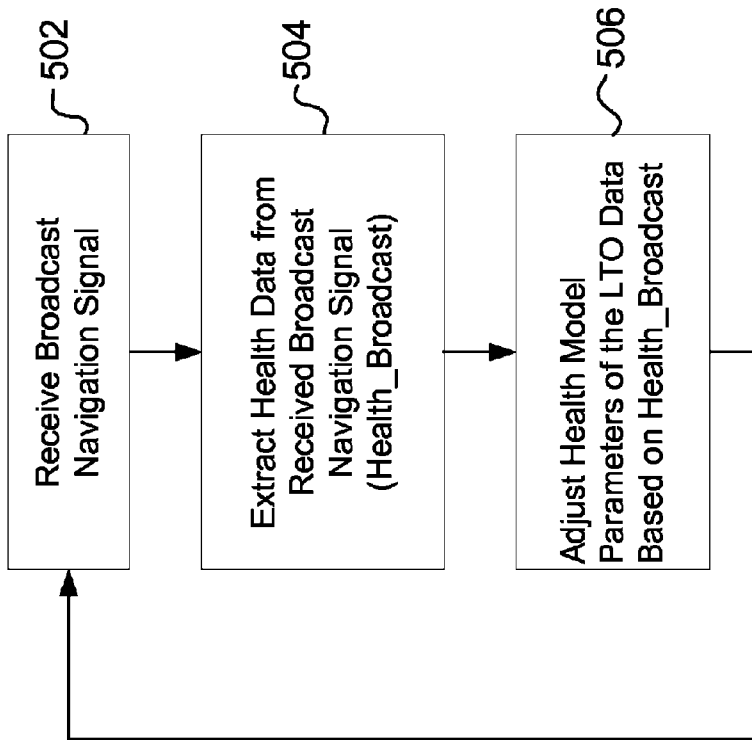 Receive Broadcast
Navigation Signal
502
Extract Health Data from
Received Broadcast
Navigation Signal
(Health_Broadcast)
504
Adjust Health Model
Parameters of the LTO Data
Based on Health_Broadcast
506